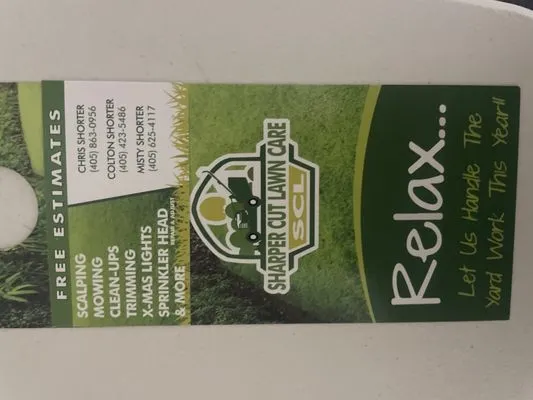 FREE ESTIMATES
CHRIS SHORTER
(405) 863-0956
COLTON SHORTER
(405) 423-5486
MISTY SHORTER
(405) 625-4117
SCALPING
MOWING
CLEAN-UPS
TRIMMING
X-MAS LIGHTS
SPRINKLER HEAD
REPAIR & ADJUST
& MORE
SHARPER CUT LAWN CARE
SCL
Relax...
Let Us Handle The
Yard Work This Year!!